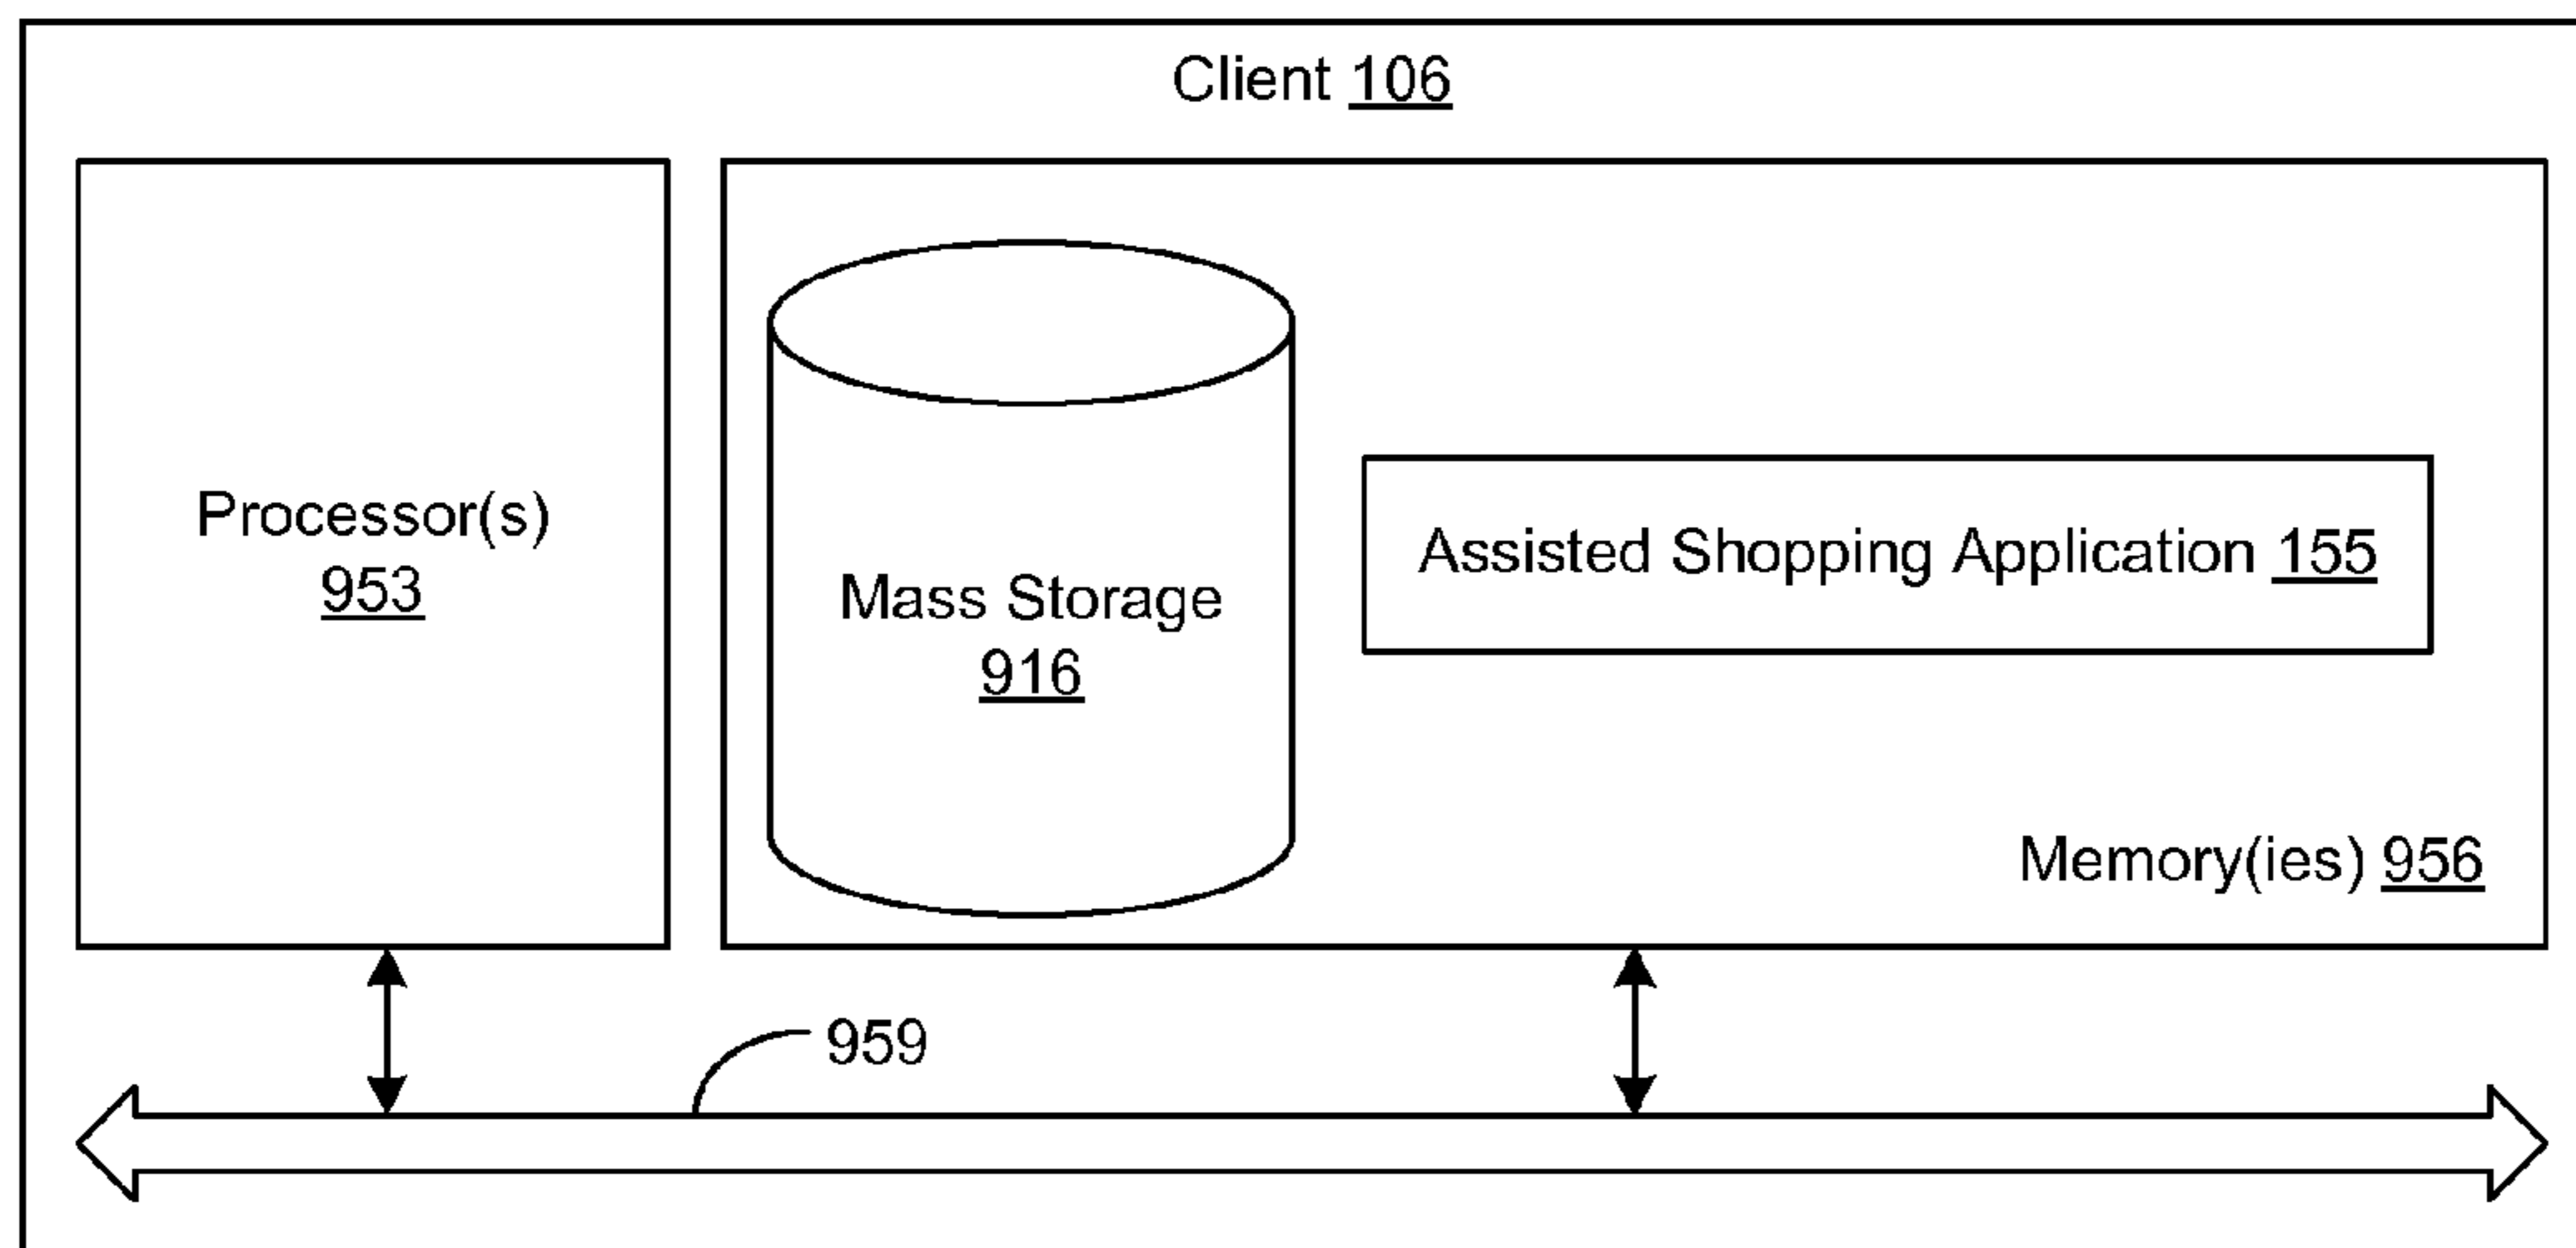 Client 106
Processor(s)
953
Mass Storage
916
Assisted Shopping Application 155
Memory(ies) 956
959